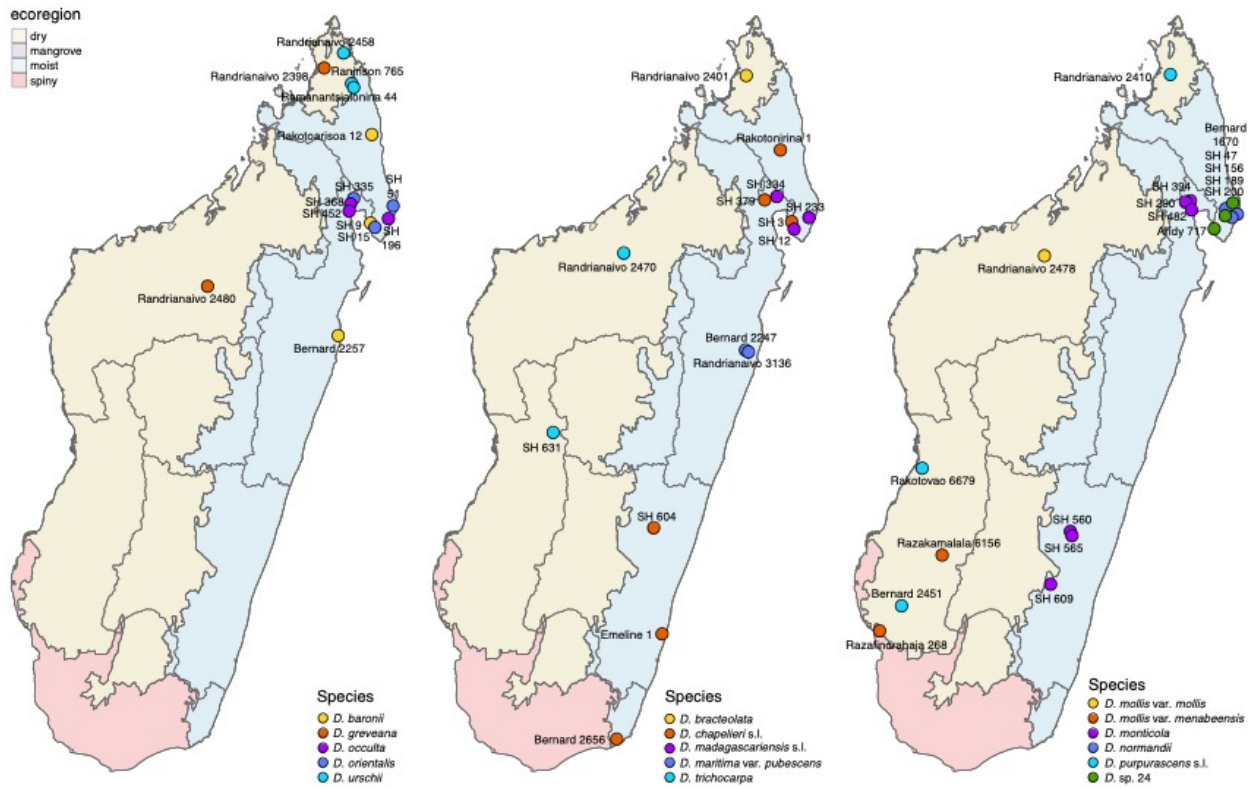 ecoregion
dry
mangrove
moist
spiny
Randrianaivo 2458
Randrianaivo 2398
Ranirison 765
Ramanantsialonina 44
Rakotoarisoa 12
SH 335
SH
51
SH 368
SH 452
SH 9
SH 15
SH
196
Randrianaivo 2480
Bernard 2257
Species
D. baronii
D. greveana
D. occulta
D. orientalis
D. urschii
Randrianaivo 2401
Rakotonirina 1
SH 334
SH 379
SH 233
SH 3
SH 12
Randrianaivo 2470
Bernard 2247
Randrianaivo 3136
SH 631
SH 604
Emeline 1
Bernard 2656
Species
D. bracteolata
D. chapelieri s.l.
D. madagascariensis s.l.
D. maritima var. pubescens
D. trichocarpa
Randrianaivo 2410
Bernard
1670
SH 47
SH 156
SH 189
SH 200
SH 394
SH 290
SH 482
Andy 717
Randrianaivo 2478
Rakotovao 6679
SH 560
SH 565
Razakamalala 6156
Bernard 2451
SH 609
Razafindrahaja 268
Species
D. mollis var. mollis
D. mollis var. menabeensis
D. monticola
D. normandii
D. purpurascens s.l.
D. sp. 24